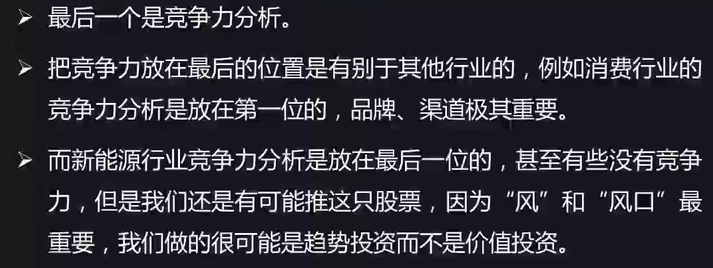 ➢ 最后一个是竞争力分析。
➢ 把竞争力放在最后的位置是有别于其他行业的，例如消费行业的
竞争力分析是放在第一位的，品牌、渠道极其重要。
➢ 而新能源行业竞争力分析是放在最后一位的，甚至有些没有竞争
力，但是我们还是有可能推这只股票，因为“风”和“风口”最
重要，我们做的很可能是趋势投资而不是价值投资。